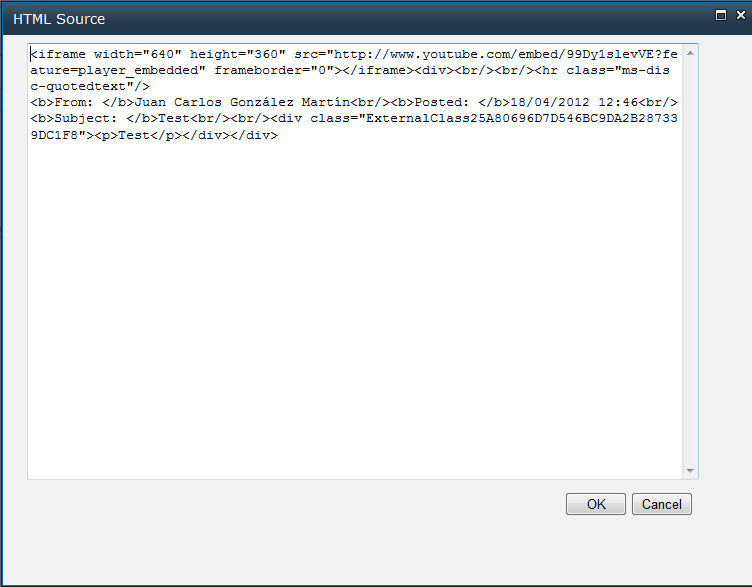 HTML Source
<iframe width="640" height="360" src="http://www.youtube.com/embed/99Dy1slevVE?fe
ature=player_embedded" frameborder="0"></iframe><div><br/><br/><hr class="ms-dis
c-quotedtext"/>
<b>From: </b>Juan Carlos González Martín<br/><b>Posted: </b>18/04/2012 12:46<br/>
<b>Subject: </b>Test<br/><br/><div class="ExternalClass25A80696D7D546BC9DA2B28733
9DC1F8"><p>Test</p></div></div>
OK Cancel